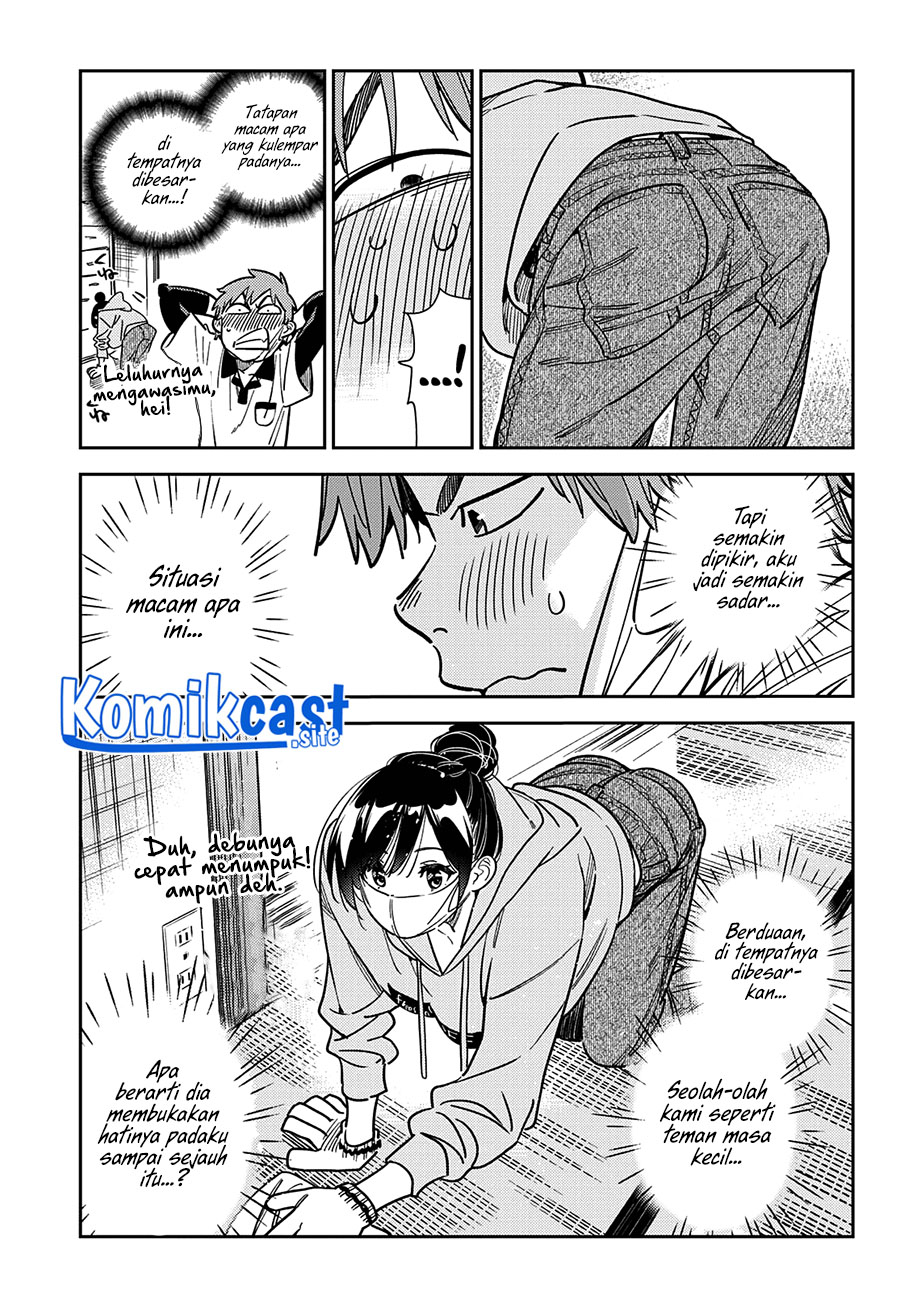 ....!
Tatapan
macam apa
yang kulempar
padanya...
di
tempatnya
dibesar-
kan...!
Leluhurnya
mengawasimu,
hei!
Tapi
semakin
dipikir, aku
jadi semakin
sadar...
Situasi
macam apa
ini...
Komikcast
.site
Duh, debunya
cepat menumpuk!
ampun deh.
Berduaan,
di tempatnya
dibesar-
kan...
Seolah-olah
kami seperti
teman masa
kecil...
Apa
berarti dia
membukakan
hatinya padaku
sampai sejauh
itu...?